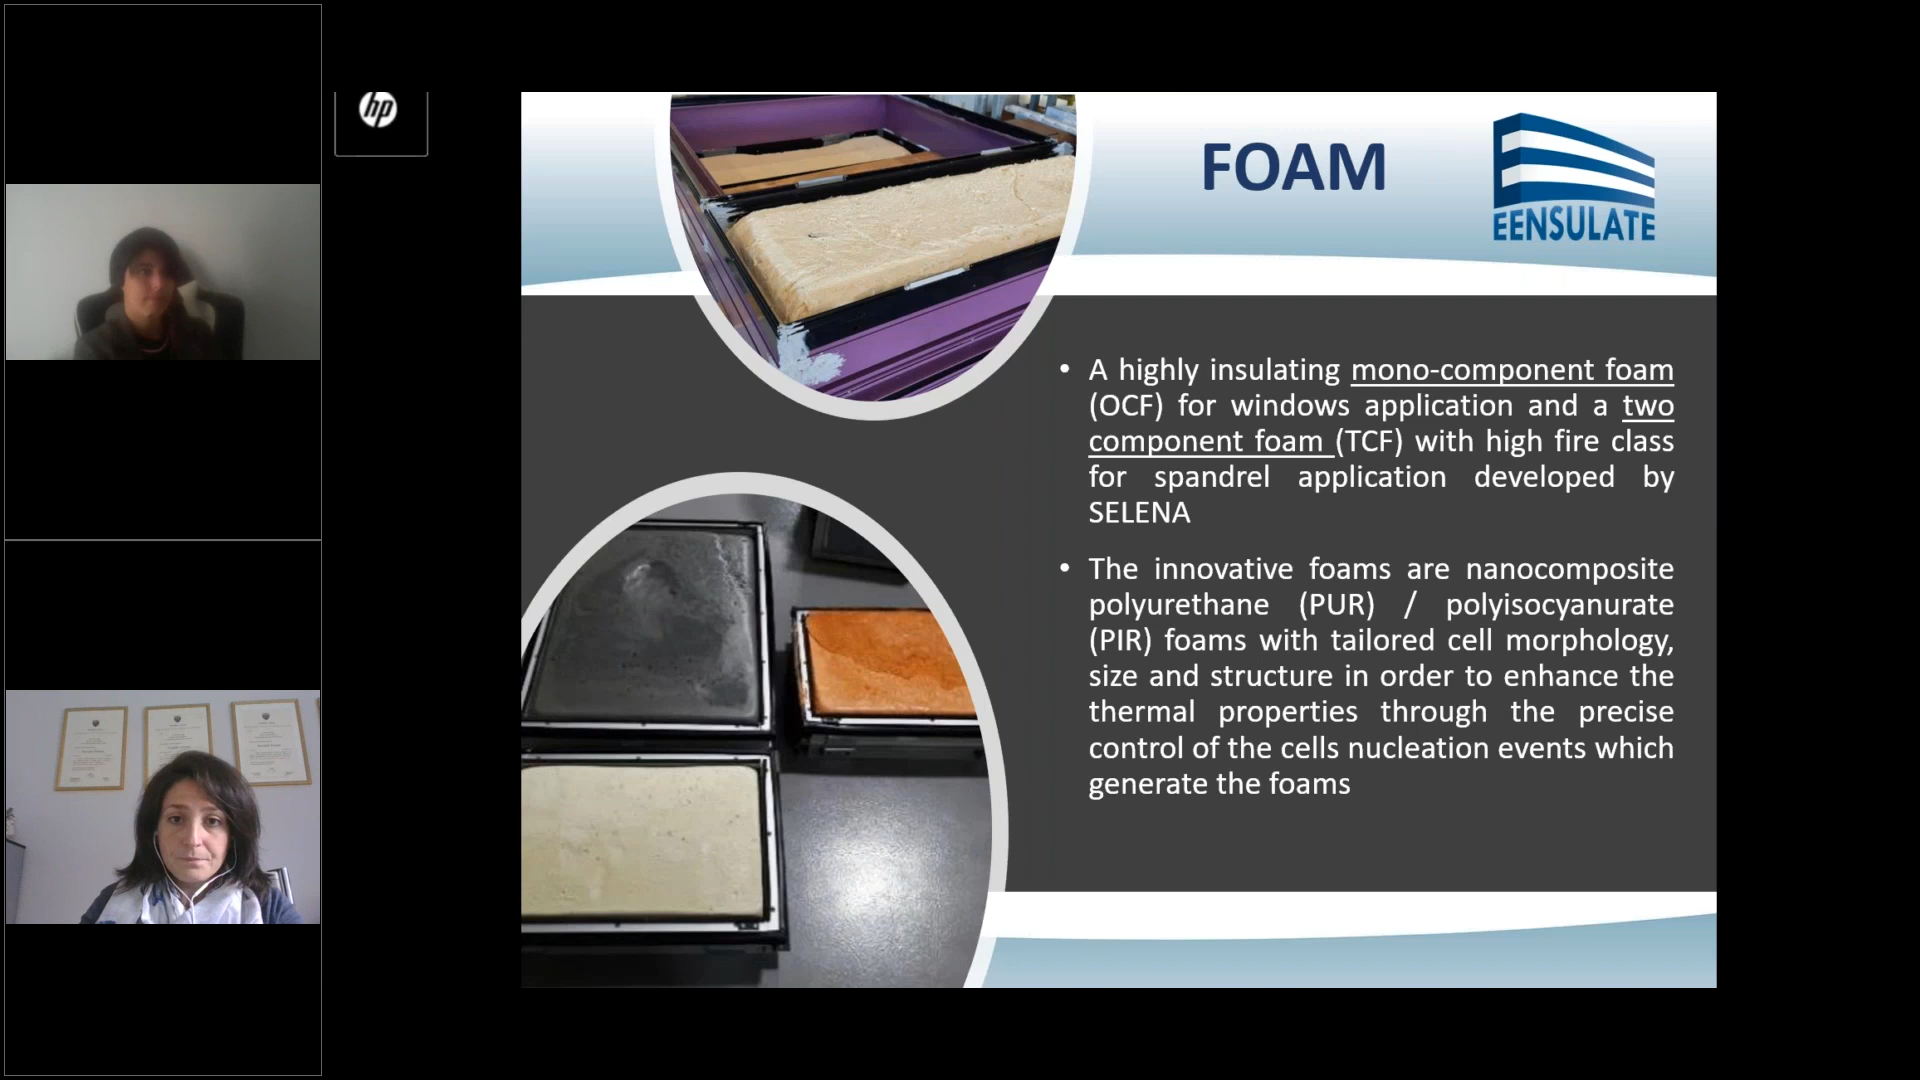 hp
FOAM
EENSULATE
• A highly insulating mono-component foam
(OCF) for windows application and a two
component foam (TCF) with high fire class
for spandrel application developed by
SELENA
• The innovative foams are nanocomposite
polyurethane (PUR) / polyisocyanurate
(PIR) foams with tailored cell morphology,
size and structure in order to enhance the
thermal properties through the precise
control of the cells nucleation events which
generate the foams